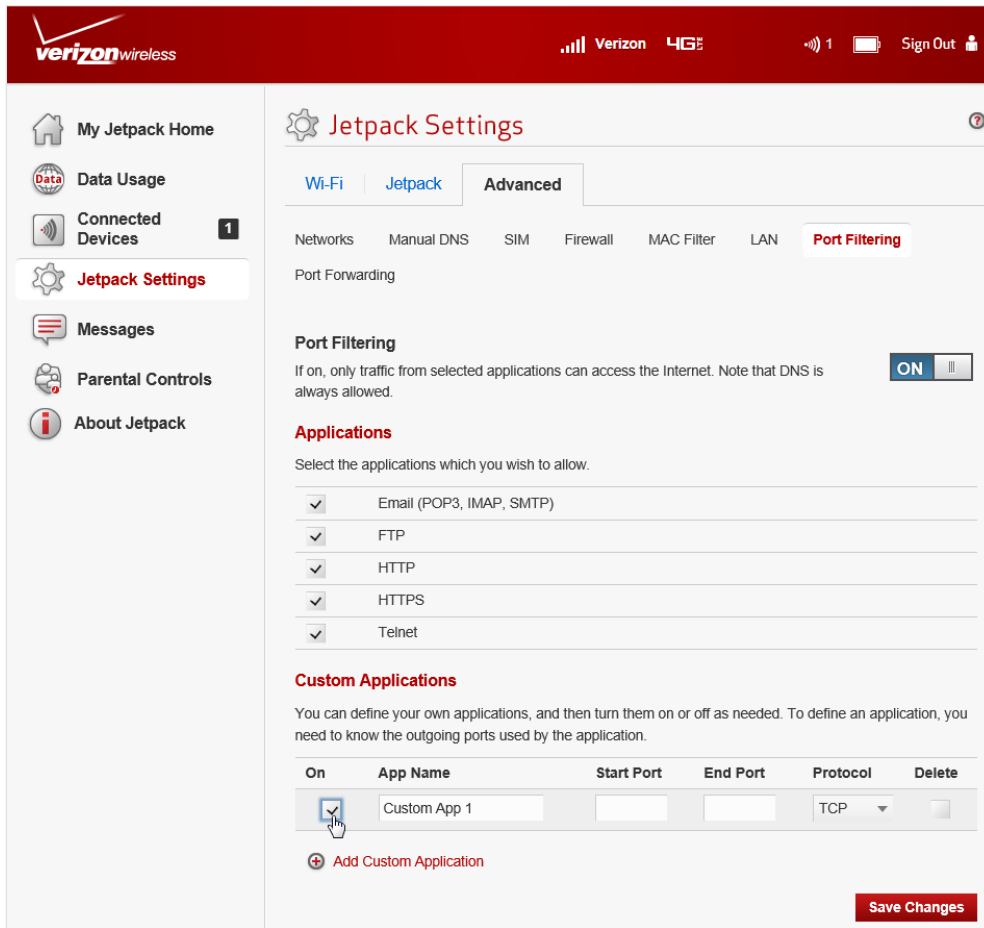 verizonwireless
Verizon 4G LTE 1 Sign Out
My Jetpack Home
Data Data Usage
Connected Devices 1
Jetpack Settings
Messages
Parental Controls
About Jetpack
Jetpack Settings ?
Wi-Fi Jetpack Advanced
Networks Manual DNS SIM Firewall MAC Filter LAN Port Filtering
Port Forwarding
Port Filtering
If on, only traffic from selected applications can access the Internet. Note that DNS is
always allowed.
ON
Applications
Select the applications which you wish to allow.
Email (POP3, IMAP, SMTP)
FTP
HTTP
HTTPS
Telnet
Custom Applications
You can define your own applications, and then turn them on or off as needed. To define an application, you
need to know the outgoing ports used by the application.
On App Name Start Port End Port Protocol Delete
Custom App 1 TCP
Add Custom Application
Save Changes